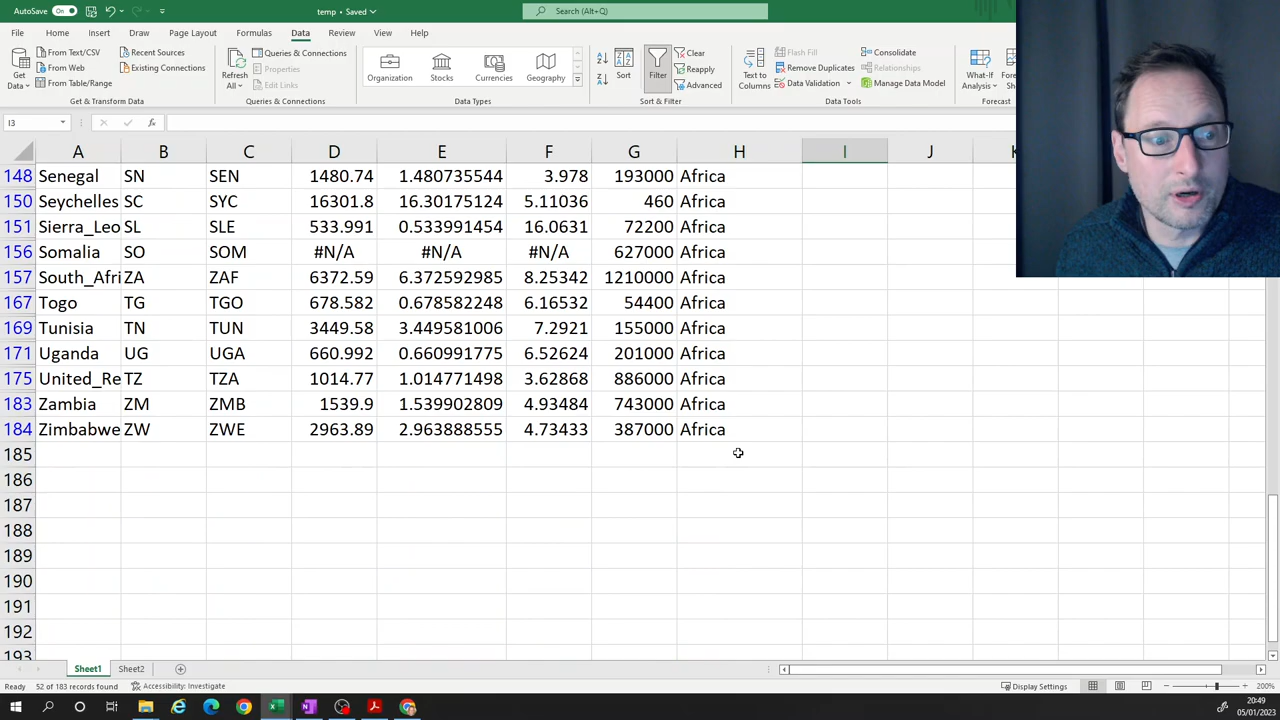 AutoSave On temp • Saved Search (Alt+Q)
File Home Insert Draw Page Layout Formulas Data Review View Help
Get Data From Text/CSV From Web From Table/Range Recent Sources Existing Connections
Get & Transform Data
Refresh All Queries & Connections Properties Edit Links
Queries & Connections
Organization Stocks Currencies Geography
Data Types
Sort Filter Clear Reapply Advanced
Sort & Filter
Text to Columns Flash Fill Remove Duplicates Data Validation Consolidate Relationships Manage Data Model
Data Tools
What-If Analysis
Forecast
I3 fx
A B C D E F G H I J
148 Senegal SN SEN 1480.74 1.480735544 3.978 193000 Africa
150 Seychelles SC SYC 16301.8 16.30175124 5.11036 460 Africa
151 Sierra_Leo SL SLE 533.991 0.533991454 16.0631 72200 Africa
156 Somalia SO SOM #N/A #N/A #N/A 627000 Africa
157 South_Afri ZA ZAF 6372.59 6.372592985 8.25342 1210000 Africa
167 Togo TG TGO 678.582 0.678582248 6.16532 54400 Africa
169 Tunisia TN TUN 3449.58 3.449581006 7.2921 155000 Africa
171 Uganda UG UGA 660.992 0.660991775 6.52624 201000 Africa
175 United_Re TZ TZA 1014.77 1.014771498 3.62868 886000 Africa
183 Zambia ZM ZMB 1539.9 1.539902809 4.93484 743000 Africa
184 Zimbabwe ZW ZWE 2963.89 2.963888555 4.73433 387000 Africa
185
186
187
188
189
190
191
192
193
Sheet1 Sheet2
Ready 52 of 183 records found Accessibility: Investigate Display Settings 200%
20:49
05/01/2023